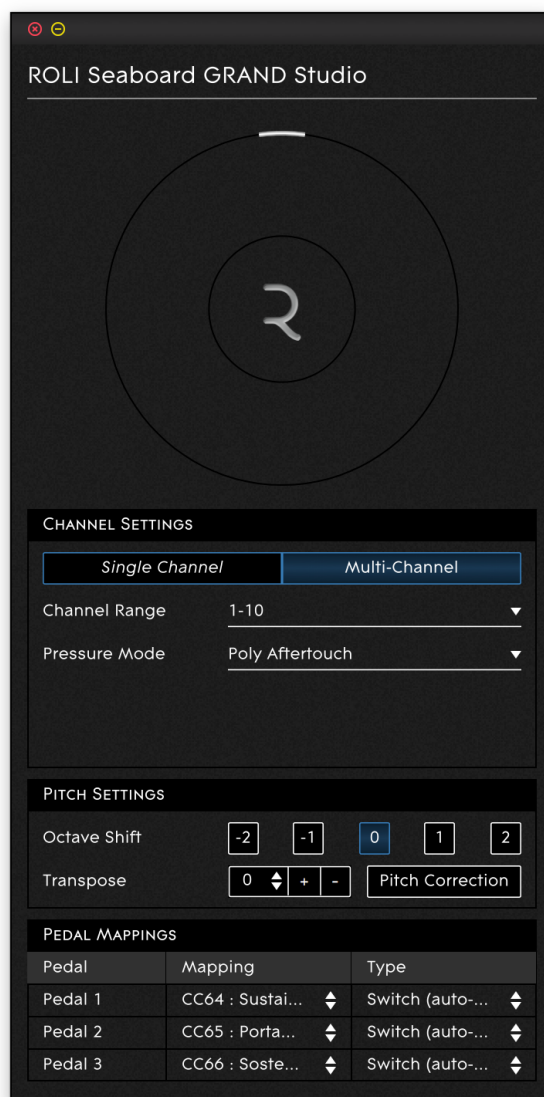 ROLI Seaboard GRAND Studio
R
CHANNEL SETTINGS
Single Channel Multi-Channel
Channel Range 1-10
Pressure Mode Poly Aftertouch
PITCH SETTINGS
Octave Shift -2 -1 0 1 2
Transpose 0 + - Pitch Correction
PEDAL MAPPINGS
Pedal Mapping Type
Pedal 1 CC64 : Sustai... Switch (auto-...
Pedal 2 CC65 : Porta... Switch (auto-...
Pedal 3 CC66 : Soste... Switch (auto-...